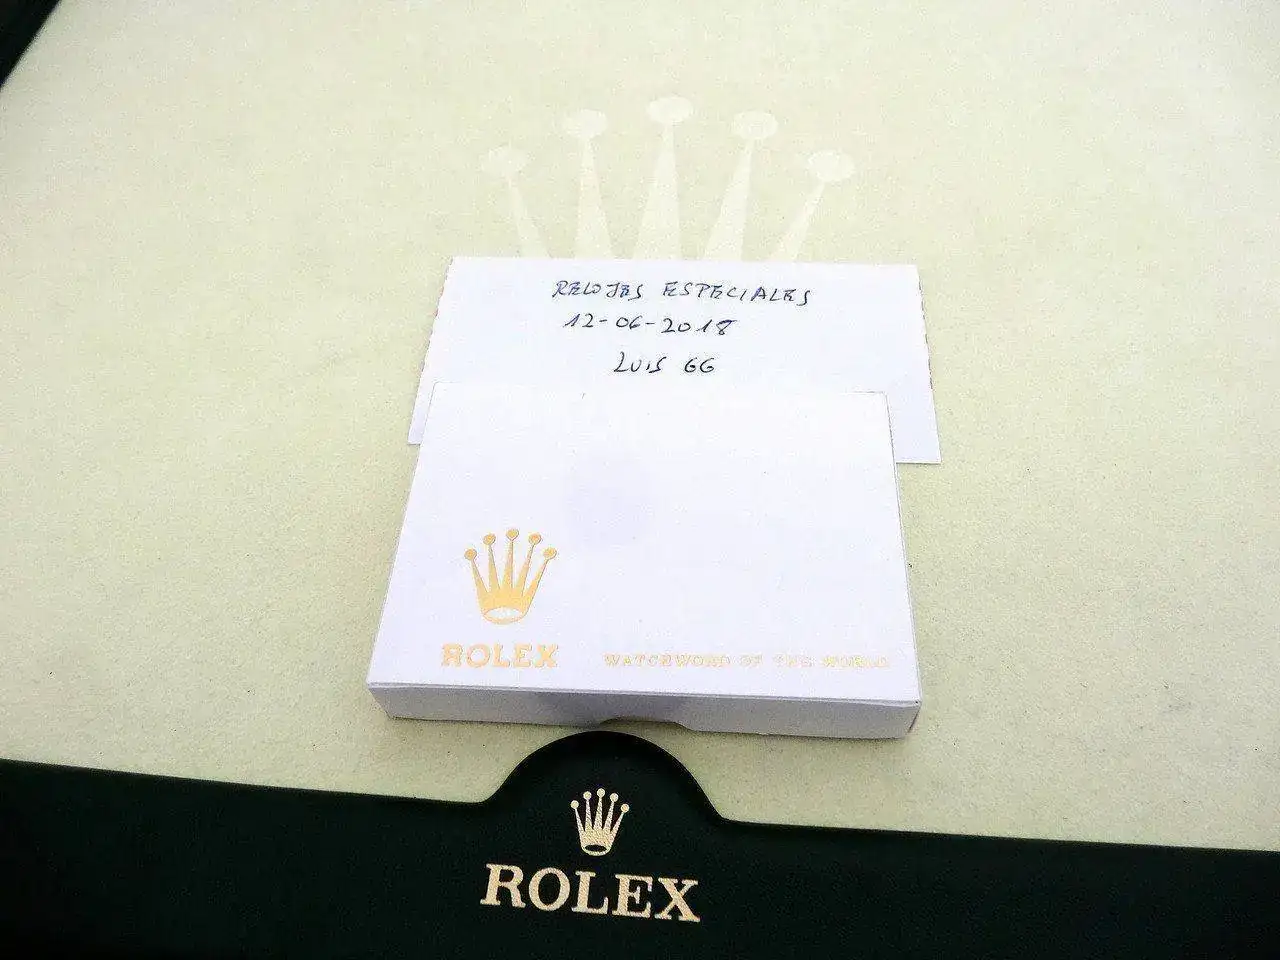 RELOJES ESPECIALES
12-06-2018
LUIS GG
ROLEX
WATCHWORD OF THE WORLD
ROLEX